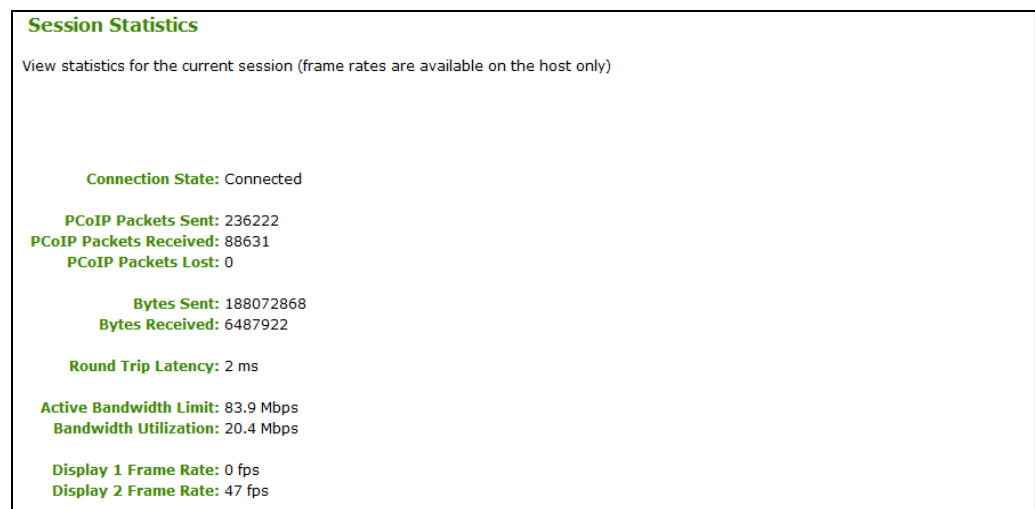 Session Statistics
View statistics for the current session (frame rates are available on the host only)
Connection State: Connected
PCoIP Packets Sent: 236222
PCoIP Packets Received: 88631
PCoIP Packets Lost: 0
Bytes Sent: 188072868
Bytes Received: 6487922
Round Trip Latency: 2 ms
Active Bandwidth Limit: 83.9 Mbps
Bandwidth Utilization: 20.4 Mbps
Display 1 Frame Rate: 0 fps
Display 2 Frame Rate: 47 fps